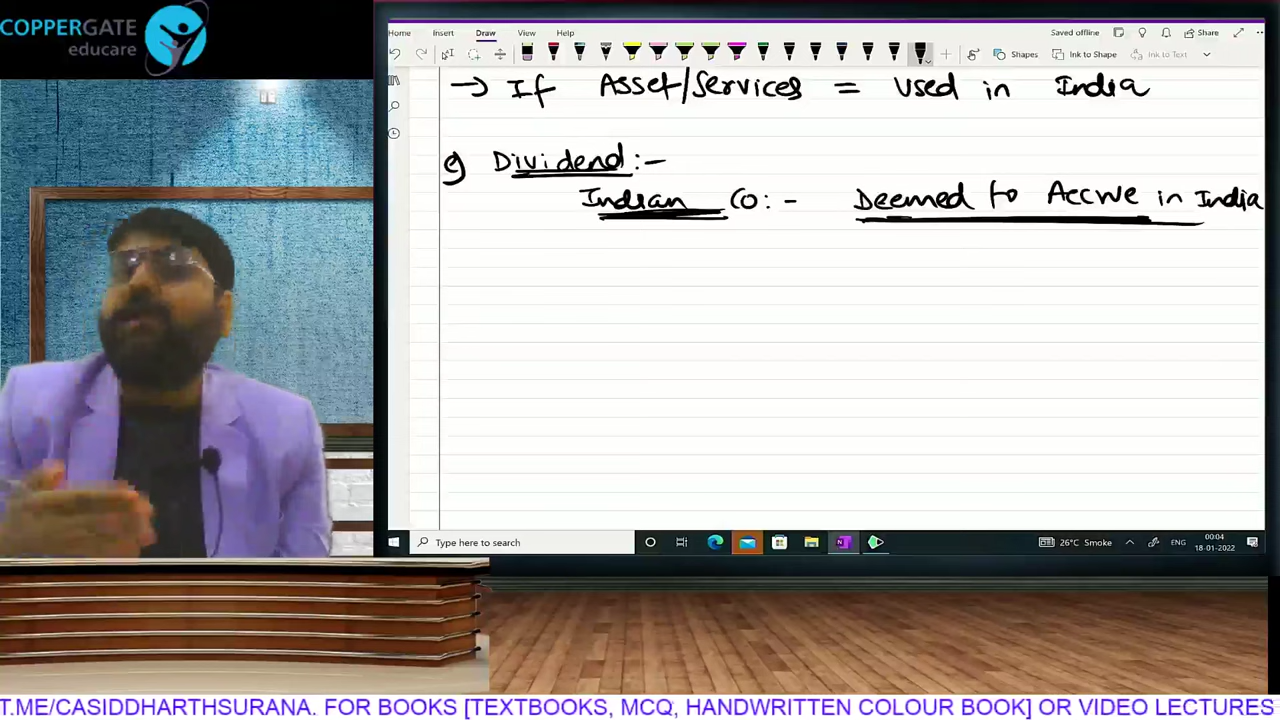 COPPERGATE
educare
Home Insert Draw View Help
Saved offline
Share
Shapes
Ink to Shape
Ink to Text
→ If Asset/Services = Used in India
g) Dividend :-
Indian Co :- Deemed to Accrue in India
Type here to search
26°C Smoke
ENG
00:04
18-01-2022
T.ME/CASIDDHARTHSURANA. FOR BOOKS [TEXTBOOKS, MCQ, HANDWRITTEN COLOUR BOOK] OR VIDEO LECTURES